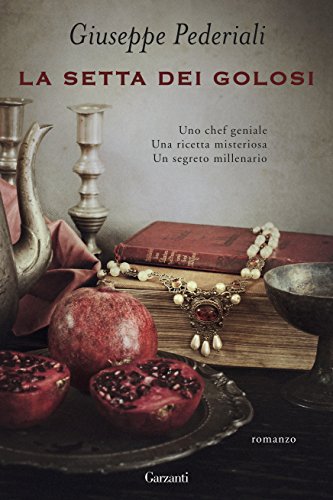 Giuseppe Pederiali
LA SETTA DEI GOLOSI
Uno chef geniale
Una ricetta misteriosa
Un segreto millenario
romanzo
Garzanti